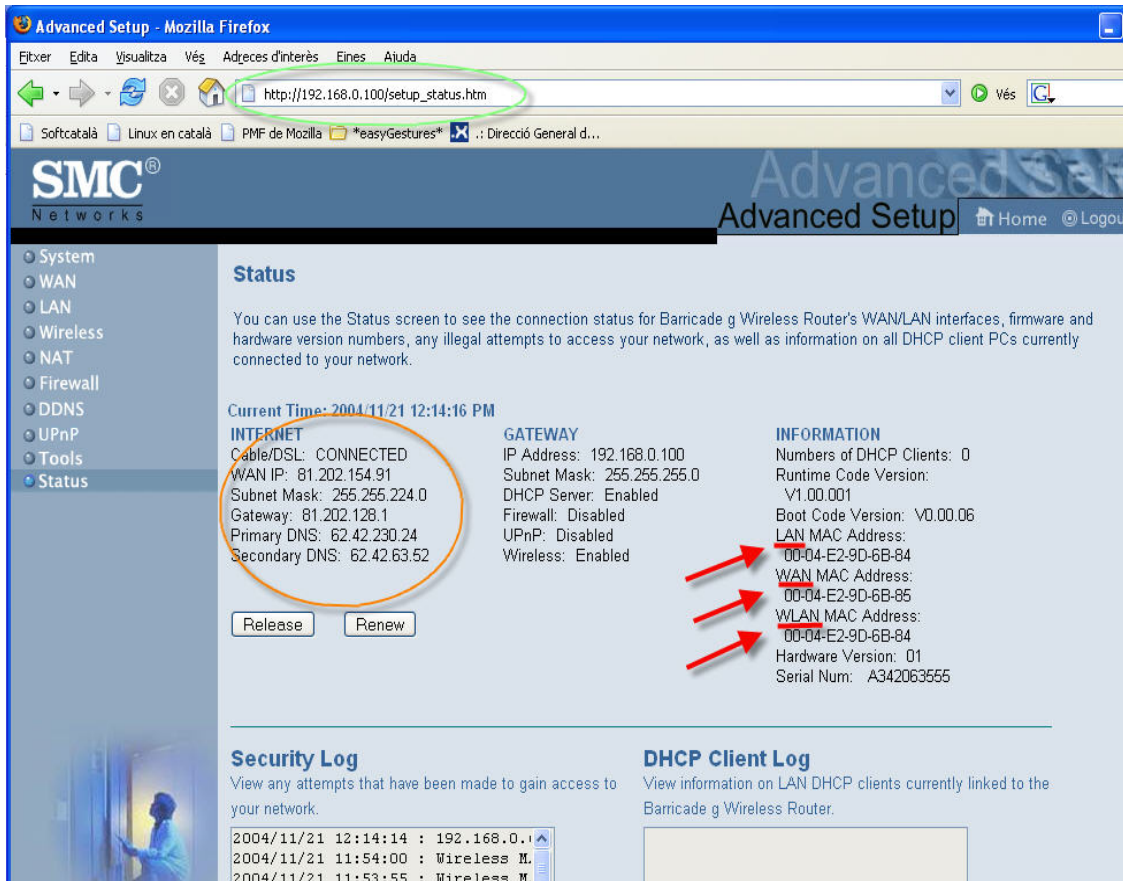 Advanced Setup - Mozilla Firefox
Fitxer Edita Visualitza Vés Adreces d'interès Eines Ajuda
http://192.168.0.100/setup_status.htm
Vés
G
Softcatalà Linux en català PMF de Mozilla *easyGestures* .: Direcció General d...
SMC®
Networks
Advanced Set
Advanced Setup
Home Logou
System
WAN
LAN
Wireless
NAT
Firewall
DDNS
UPnP
Tools
Status
Status
You can use the Status screen to see the connection status for Barricade g Wireless Router's WAN/LAN interfaces, firmware and
hardware version numbers, any illegal attempts to access your network, as well as information on all DHCP client PCs currently
connected to your network.
Current Time: 2004/11/21 12:14:16 PM
INTERNET
Cable/DSL: CONNECTED
WAN IP: 81.202.154.91
Subnet Mask: 255.255.224.0
Gateway: 81.202.128.1
Primary DNS: 62.42.230.24
Secondary DNS: 62.42.63.52
Release Renew
GATEWAY
IP Address: 192.168.0.100
Subnet Mask: 255.255.255.0
DHCP Server: Enabled
Firewall: Disabled
UPnP: Disabled
Wireless: Enabled
INFORMATION
Numbers of DHCP Clients: 0
Runtime Code Version:
V1.00.001
Boot Code Version: V0.00.06
LAN MAC Address:
00-04-E2-9D-6B-84
WAN MAC Address:
00-04-E2-9D-6B-85
WLAN MAC Address:
00-04-E2-9D-6B-84
Hardware Version: 01
Serial Num: A342063555
Security Log
View any attempts that have been made to gain access to
your network.
2004/11/21 12:14:14 : 192.168.0.
2004/11/21 11:54:00 : Wireless M
2004/11/21 11:53:55 : Wireless M
DHCP Client Log
View information on LAN DHCP clients currently linked to the
Barricade g Wireless Router.